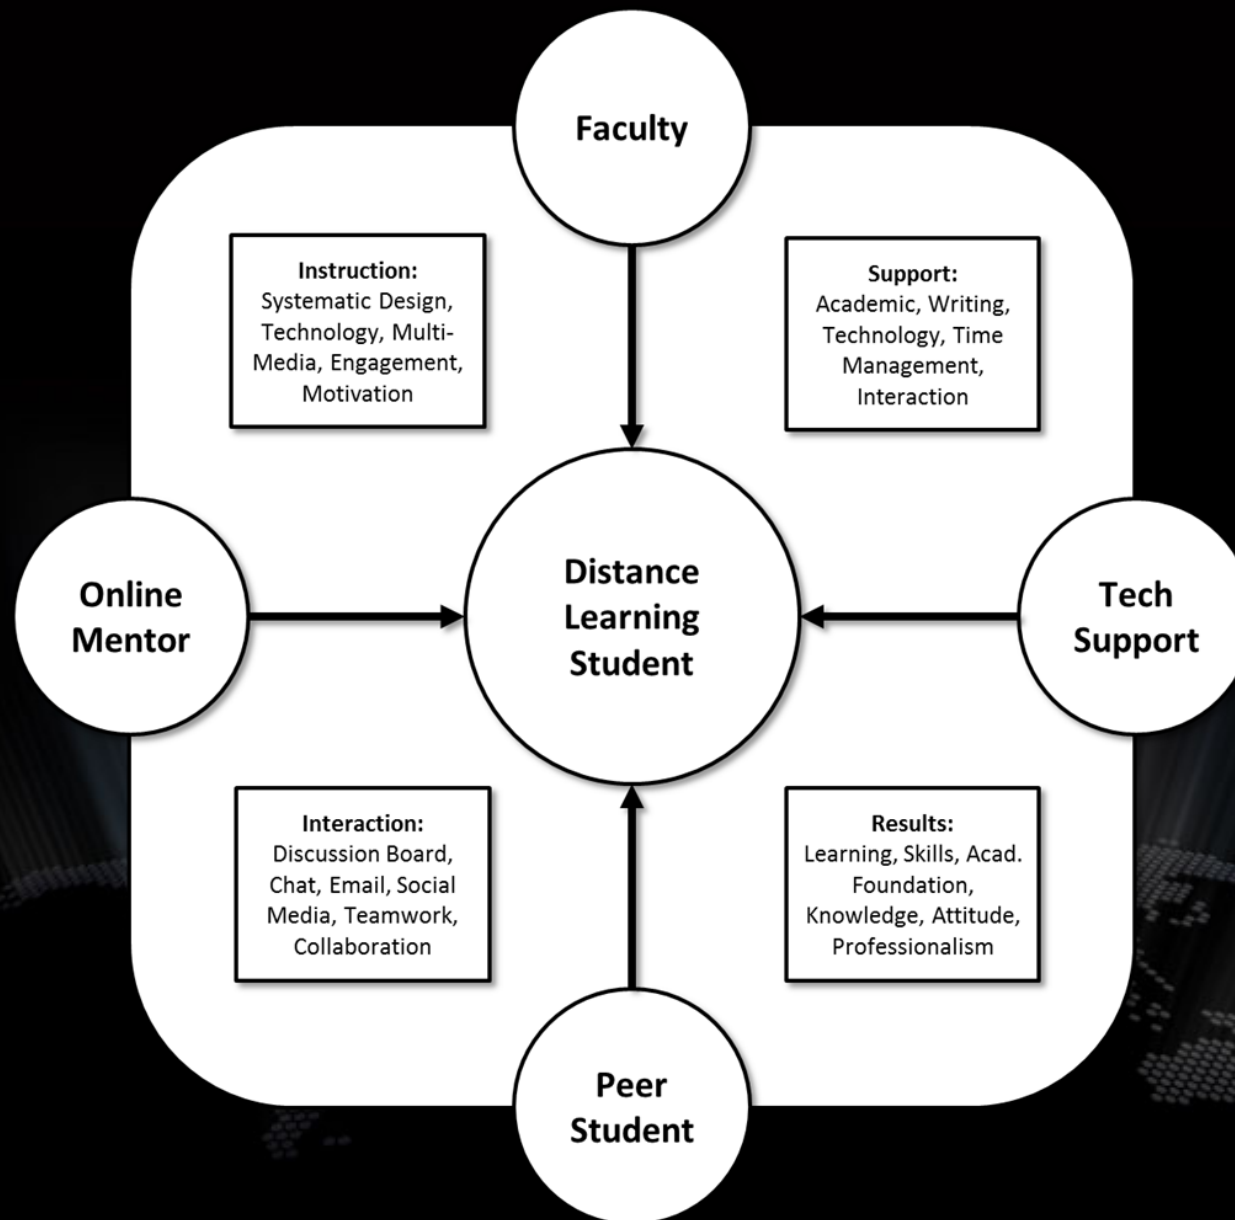 Faculty
Instruction:
Systematic Design,
Technology, Multi-
Media, Engagement,
Motivation
Support:
Academic, Writing,
Technology, Time
Management,
Interaction
Online
Mentor
Distance
Learning
Student
Tech
Support
Interaction:
Discussion Board,
Chat, Email, Social
Media, Teamwork,
Collaboration
Results:
Learning, Skills, Acad.
Foundation,
Knowledge, Attitude,
Professionalism
Peer
Student